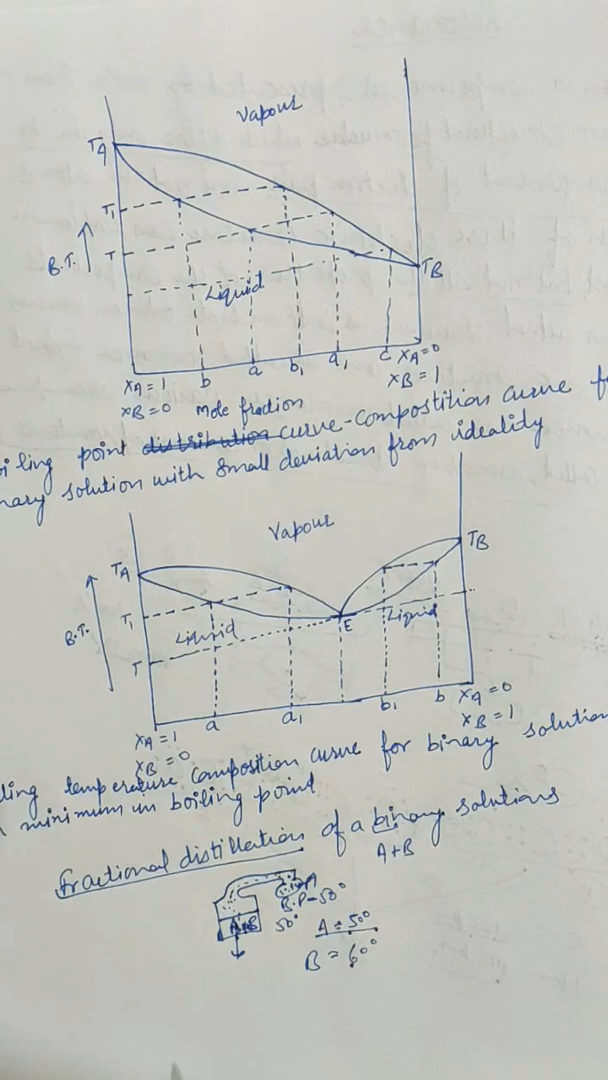 Vapour
TA
T1
T
B.T.
TB
Liquid
b a b1 a1 c
XA = 1
XB = 0
XA = 0
XB = 1
Mole fraction
point distribution curve-compostition curve
solution with small deviation from ideality
Vapour
TA
TB
T1
B.T.
T
Liquid
E
Liquid
a a1 b1 b
XA = 1
XB = 0
XA = 0
XB = 1
temperature composition curve for binary
minimum in boiling point
Fractional distillation of a binary solutions
A+B
A+B
B.P - 50°
50°
A = 50°
B = 60°